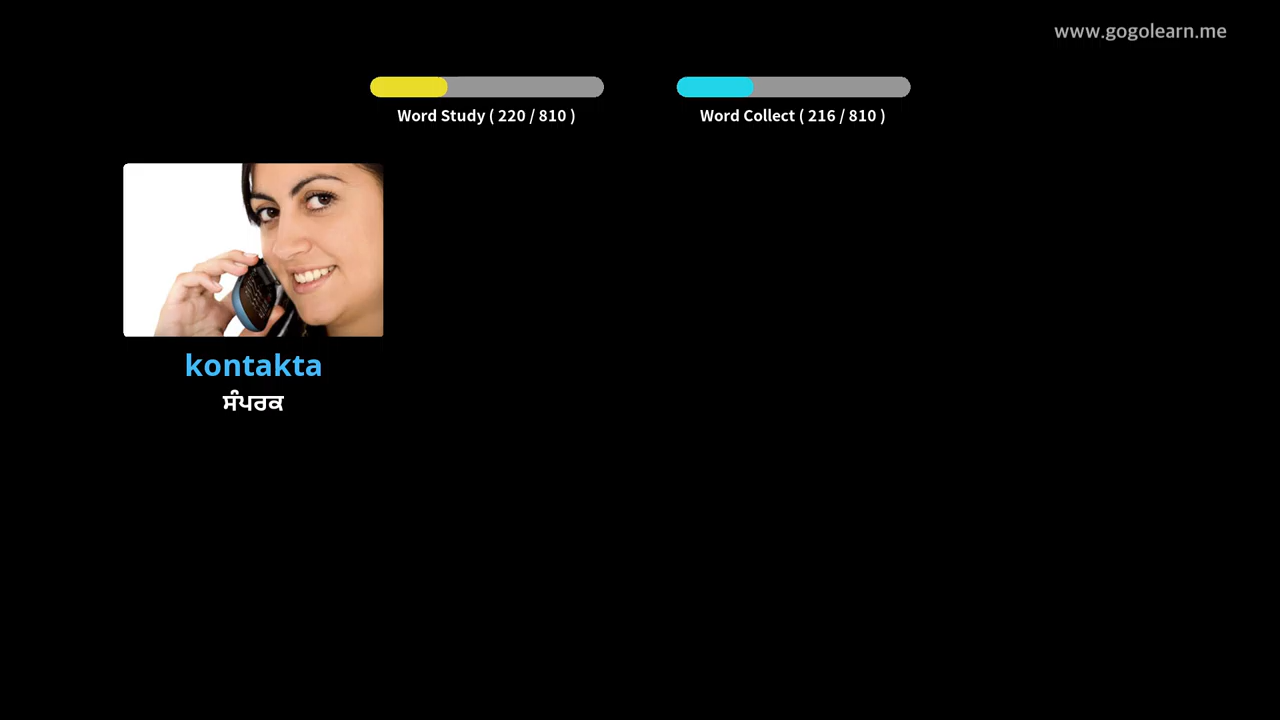 www.gogolearn.me
Word Study ( 220 / 810 )
Word Collect ( 216 / 810 )
kontakta
ਸੰਪਰਕ